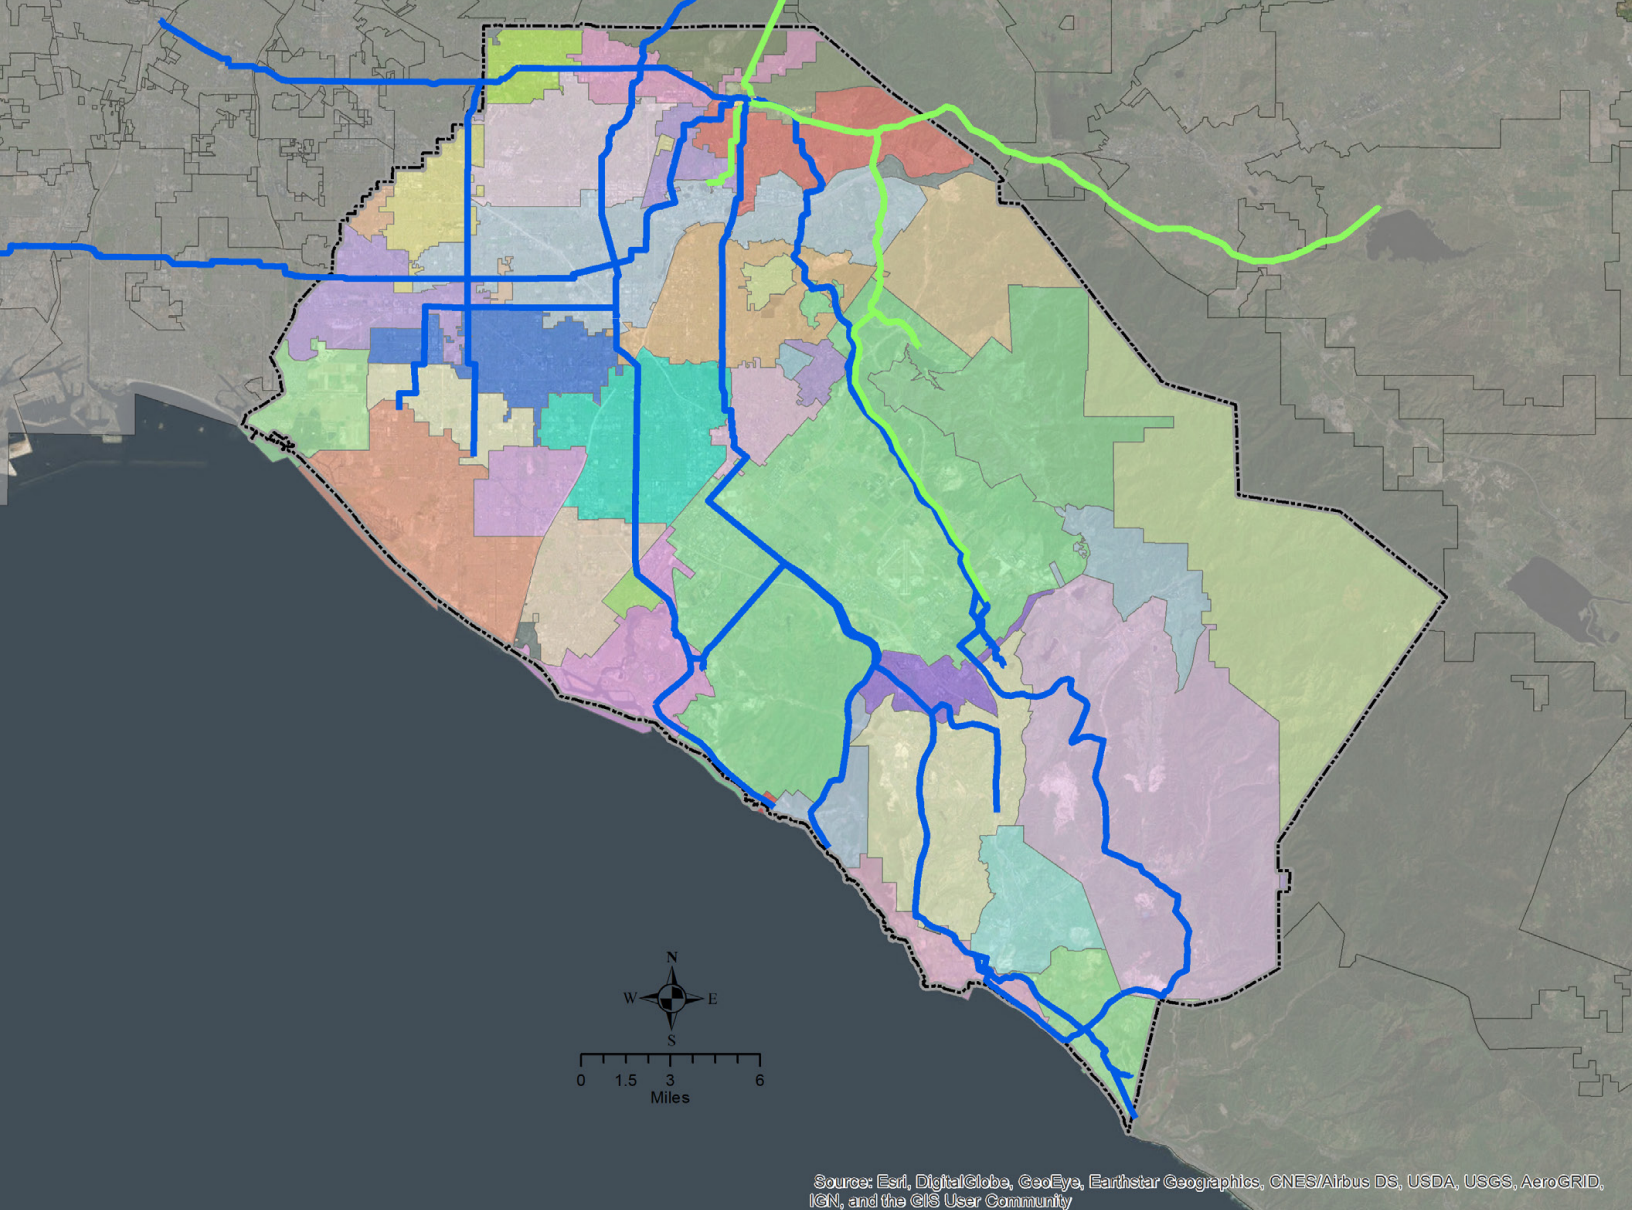 N
W E
S
0 1.5 3 6
Miles
Source: Esri, DigitalGlobe, GeoEye, Earthstar Geographics, CNES/Airbus DS, USDA, USGS, AeroGRID,
IGN, and the GIS User Community